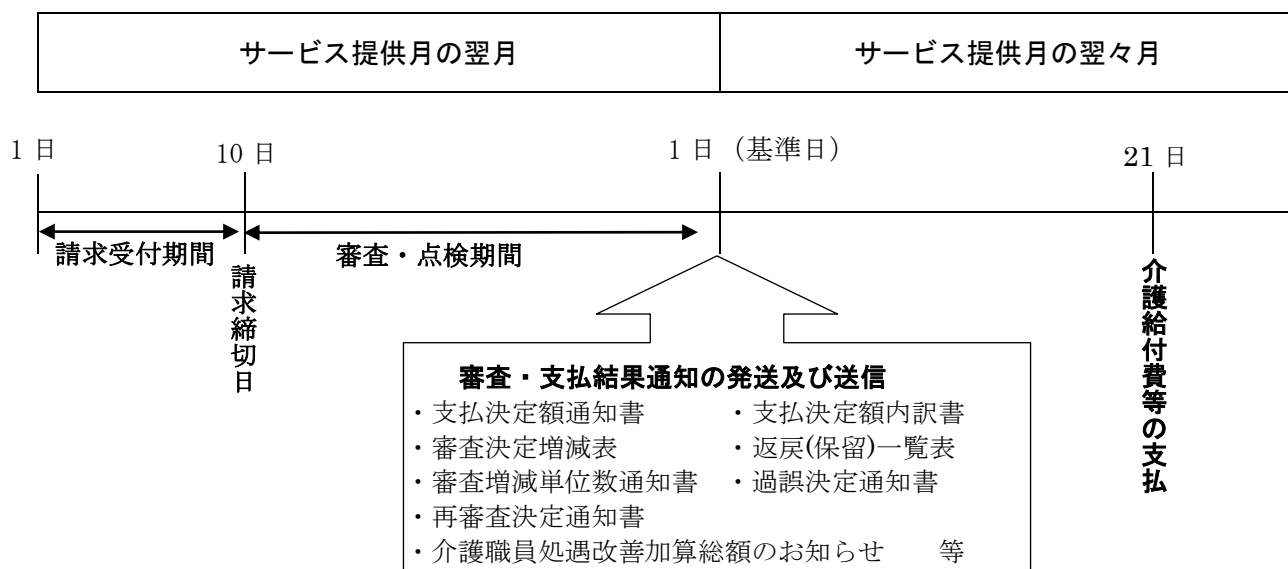 サービス提供月の翌月
サービス提供月の翌々月
1 日
10 日
1 日（基準日）
21 日
請求受付期間
審査・点検期間
請求締切日
介護給付費等の支払
審査・支払結果通知の発送及び送信
・支払決定額通知書 ・支払決定額内訳書
・審査決定増減表 ・返戻(保留)一覧表
・審査増減単位数通知書 ・過誤決定通知書
・再審査決定通知書
・介護職員処遇改善加算総額のお知らせ 等